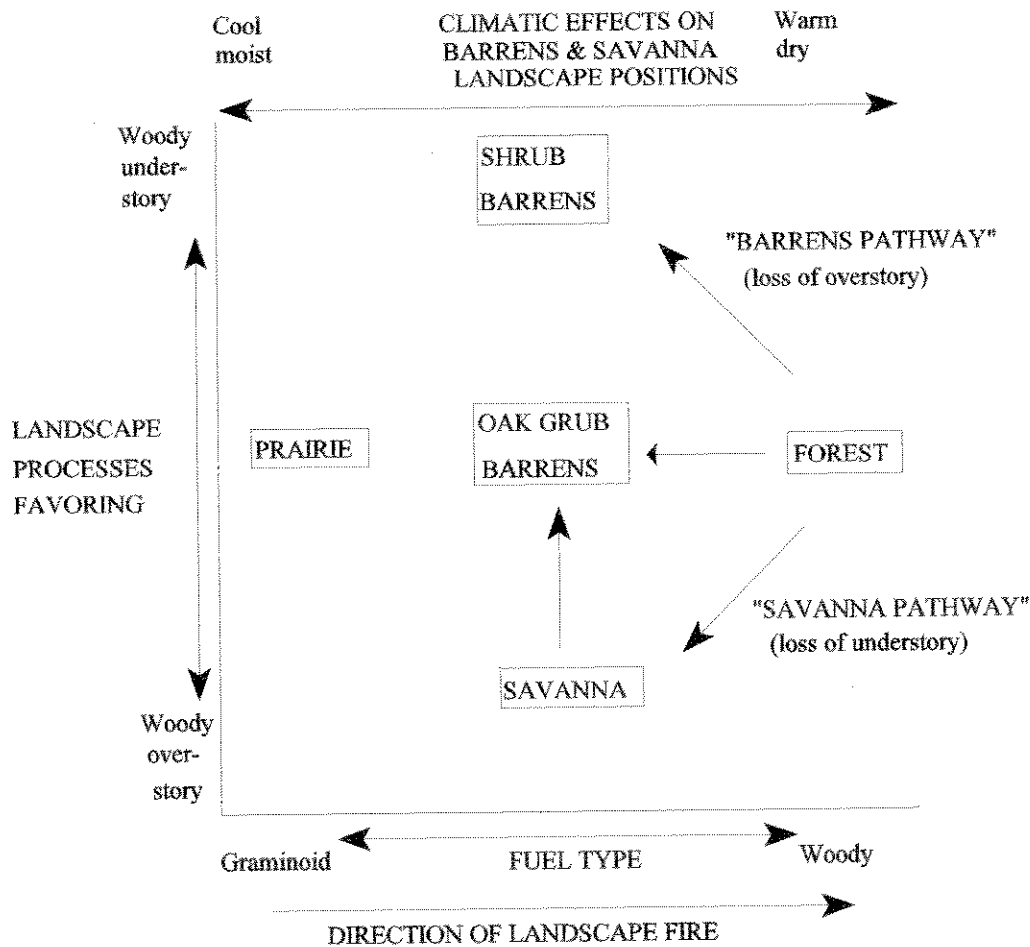 Cool
moist
CLIMATIC EFFECTS ON
BARRENS & SAVANNA
LANDSCAPE POSITIONS
Warm
dry
Woody
under-
story
SHRUB
BARRENS
"BARRENS PATHWAY"
(loss of overstory)
LANDSCAPE
PROCESSES
FAVORING
PRAIRIE
OAK GRUB
BARRENS
FOREST
"SAVANNA PATHWAY"
(loss of understory)
SAVANNA
Woody
over-
story
Graminoid
FUEL TYPE
Woody
DIRECTION OF LANDSCAPE FIRE